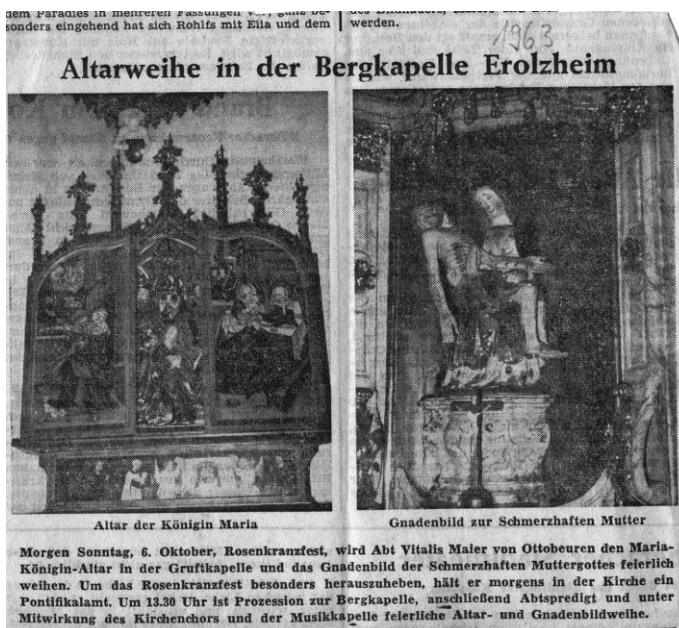 dem Paradies in mehreren Fassungen
sonders eingehend hat sich Rohlfs mit Elia und dem
werden.
1963
Altarweihe in der Bergkapelle Erolzheim
Altar der Königin Maria
Gnadenbild zur Schmerzhaften Mutter
Morgen Sonntag, 6. Oktober, Rosenkranzfest, wird Abt Vitalis Maier von Ottobeuren den Maria-
Königin-Altar in der Gruftkapelle und das Gnadenbild der Schmerzhaften Muttergottes feierlich
weihen. Um das Rosenkranzfest besonders herauszuheben, hält er morgens in der Kirche ein
Pontifikalamt. Um 13.30 Uhr ist Prozession zur Bergkapelle, anschließend Abtspredigt und unter
Mitwirkung des Kirchenchors und der Musikkapelle feierliche Altar- und Gnadenbildweihe.